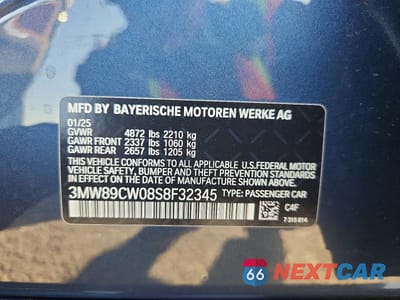 MFD BY BAYERISCHE MOTOREN WERKE AG
01/25
GVWR 4872 lbs 2210 kg
GAWR FRONT 2337 lbs 1060 kg
GAWR REAR 2657 lbs 1205 kg
THIS VEHICLE CONFORMS TO ALL APPLICABLE U.S. FEDERAL MOTOR
VEHICLE SAFETY, BUMPER, AND THEFT PREVENTION STANDARDS
IN EFFECT ON THE DATE OF MANUFACTURE SHOWN ABOVE.
3MW89CW08S8F32345 TYPE: PASSENGER CAR
C4F
7 315 814
66 NEXTCAR